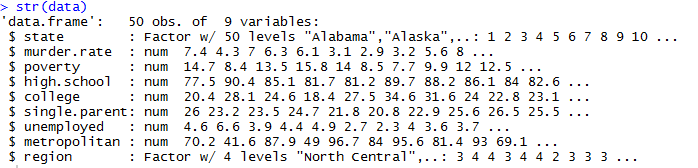 > str(data)
'data.frame':   50 obs. of  9 variables:
 $ state        : Factor w/ 50 levels "Alabama","Alaska",..: 1 2 3 4 5 6 7 8 9 10 ...
 $ murder.rate  : num  7.4 4.3 7 6.3 6.1 3.1 2.9 3.2 5.6 8 ...
 $ poverty      : num  14.7 8.4 13.5 15.8 14 8.5 7.7 9.9 12 12.5 ...
 $ high.school  : num  77.5 90.4 85.1 81.7 81.2 89.7 88.2 86.1 84 82.6 ...
 $ college      : num  20.4 28.1 24.6 18.4 27.5 34.6 31.6 24 22.8 23.1 ...
 $ single.parent: num  26 23.2 23.5 24.7 21.8 20.8 22.9 25.6 26.5 25.5 ...
 $ unemployed   : num  4.6 6.6 3.9 4.4 4.9 2.7 2.3 4 3.6 3.7 ...
 $ metropolitan : num  70.2 41.6 87.9 49 96.7 84 95.6 81.4 93 69.1 ...
 $ region       : Factor w/ 4 levels "North Central",..: 3 4 4 3 4 4 2 3 3 3 ...